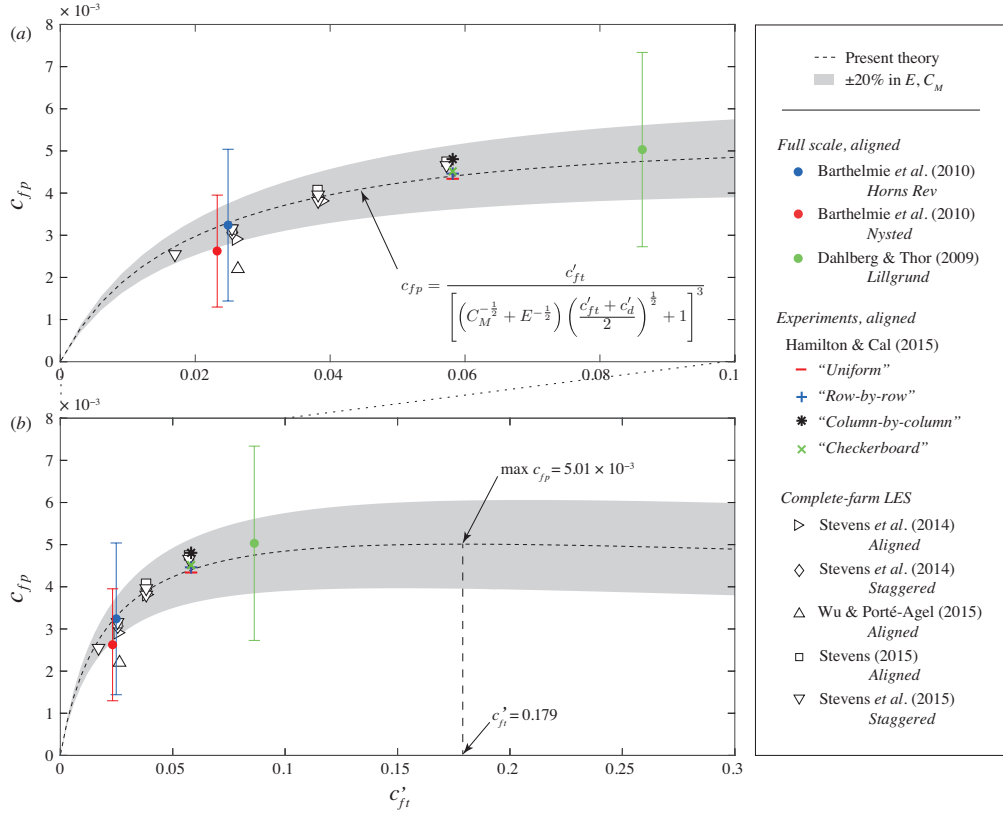 (a)
× 10⁻³
8
7
6
5
4
3
2
1
0
c_fp
0
0.02
0.04
0.06
0.08
0.1
c_fp = c'_ft / [(C_M^{-1/2} + E^{-1/2}) ((c'_ft + c'_d)/2)^{1/2} + 1]^3
(b)
× 10⁻³
8
7
6
5
4
3
2
1
0
c_fp
max c_fp = 5.01 × 10⁻³
c'_ft = 0.179
0
0.05
0.1
0.15
0.2
0.25
0.3
c'_ft
Present theory
±20% in E, C_M
Full scale, aligned
Barthelmie et al. (2010)
Horns Rev
Barthelmie et al. (2010)
Nysted
Dahlberg & Thor (2009)
Lillgrund
Experiments, aligned
Hamilton & Cal (2015)
“Uniform”
“Row-by-row”
“Column-by-column”
“Checkerboard”
Complete-farm LES
Stevens et al. (2014)
Aligned
Stevens et al. (2014)
Staggered
Wu & Porté-Agel (2015)
Aligned
Stevens (2015)
Aligned
Stevens et al. (2015)
Staggered